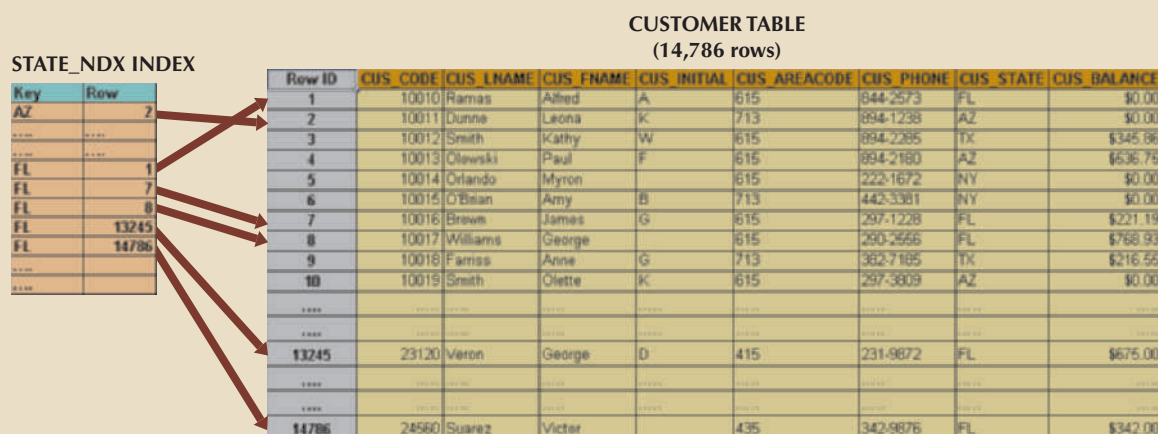 CUSTOMER TABLE
(14,786 rows)
STATE_NDX INDEX
Key Row
AZ 2
.... ....
.... ....
FL 1
FL 7
FL 8
FL 13245
FL 14786
....
....
Row ID CUS_CODE CUS_LNAME CUS_FNAME CUS_INITIAL CUS_AREACODE CUS_PHONE CUS_STATE CUS_BALANCE
1 10010 Ramas Alfred A 615 844-2573 FL $0.00
2 10011 Dunne Leona K 713 894-1238 AZ $0.00
3 10012 Smith Kathy W 615 894-2285 TX $345.86
4 10013 Olowski Paul F 615 894-2180 AZ $536.75
5 10014 Orlando Myron 615 222-1672 NY $0.00
6 10015 O'Brian Amy B 713 442-3381 NY $0.00
7 10016 Brown James G 615 297-1228 FL $221.19
8 10017 Williams George 615 290-2556 FL $768.93
9 10018 Farriss Anne G 713 382-7185 TX $216.55
10 10019 Smith Olette K 615 297-3809 AZ $0.00
.... ..... ..... ..... ..... ..... ..... ..... .....
.... ..... ..... ..... ..... ..... ..... ..... .....
13245 23120 Veron George D 415 231-9872 FL $675.00
.... ..... ..... ..... ..... ..... ..... ..... .....
.... ..... ..... ..... ..... ..... ..... ..... .....
14786 24560 Suarez Victor 435 342-9876 FL $342.00